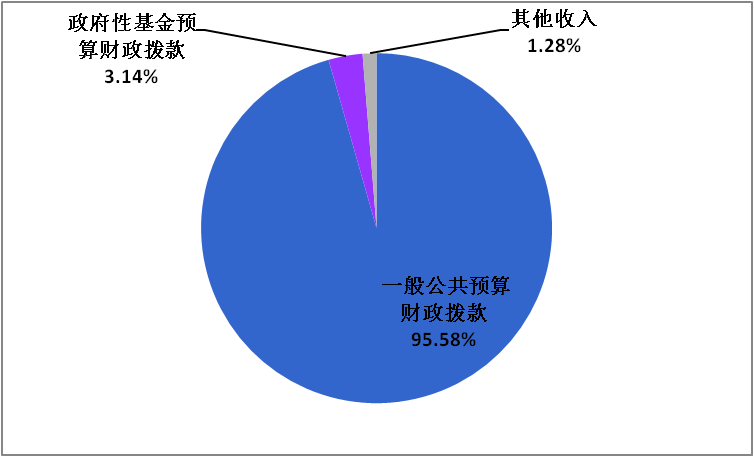 政府性基金预
算财政拨款
3.14%
其他收入
1.28%
一般公共预算
财政拨款
95.58%